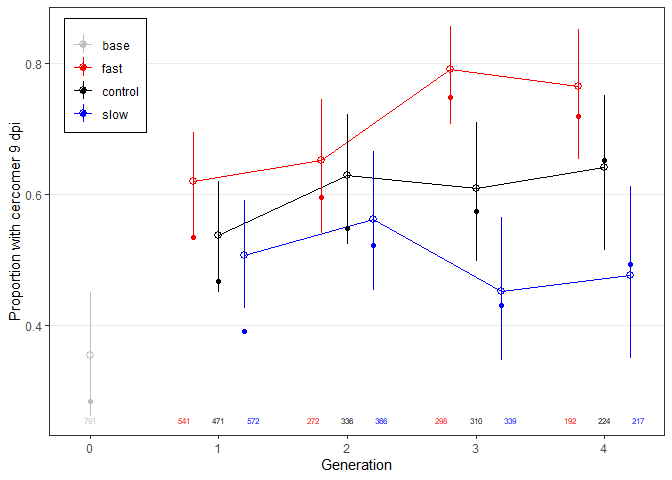 base
fast
control
slow
0.8
0.6
0.4
Proportion with cercomer 9 dpi
791 541 471 572 272 336 366 296 310 339 192 224 217
0 1 2 3 4
Generation